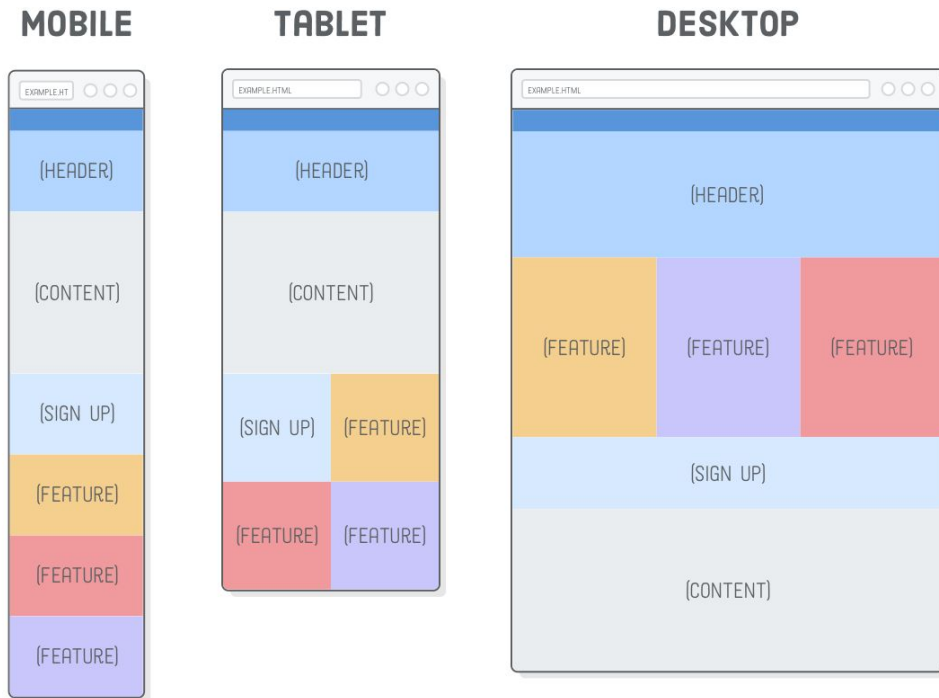 MOBILE
TABLET
DESKTOP
EXAMPLE.HT
(HEADER)
(CONTENT)
(SIGN UP)
(FEATURE)
(FEATURE)
(FEATURE)
EXAMPLE.HTML
(HEADER)
(CONTENT)
(SIGN UP) (FEATURE)
(FEATURE) (FEATURE)
EXAMPLE.HTML
(HEADER)
(FEATURE) (FEATURE) (FEATURE)
(SIGN UP)
(CONTENT)